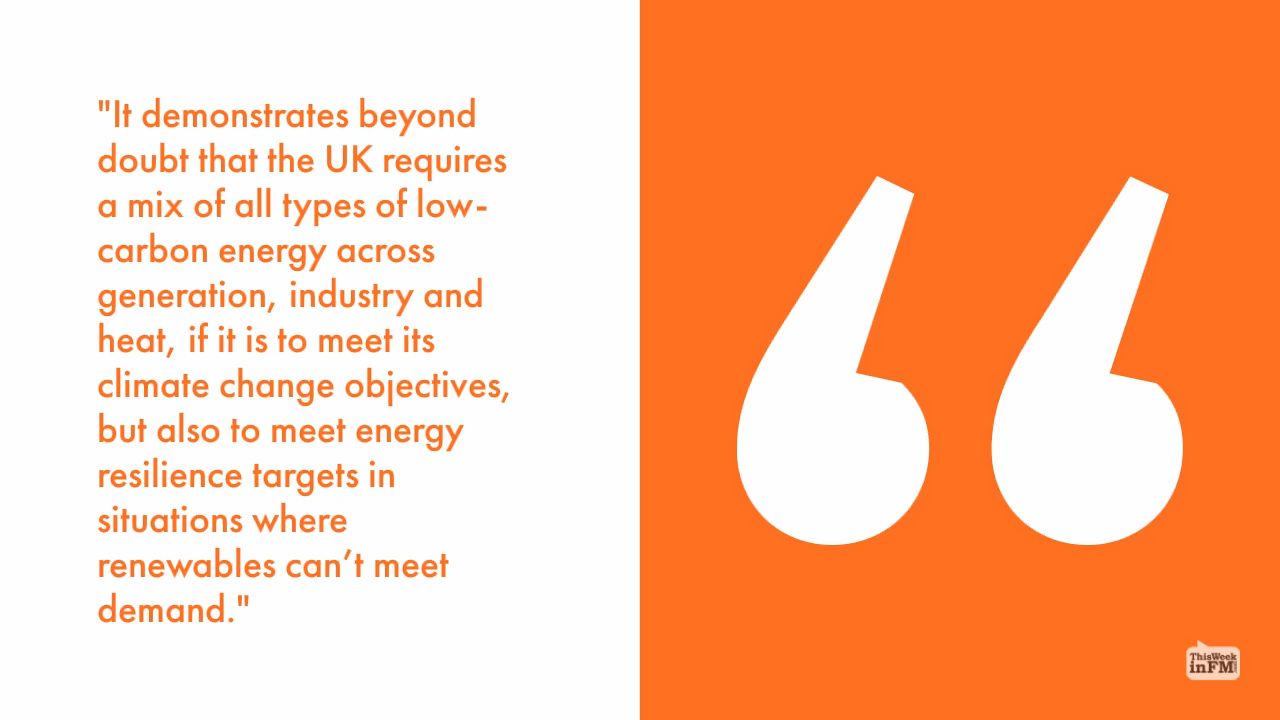 "It demonstrates beyond
doubt that the UK requires
a mix of all types of low-
carbon energy across
generation, industry and
heat, if it is to meet its
climate change objectives,
but also to meet energy
resilience targets in
situations where
renewables can’t meet
demand."
ThisWeek
inFM